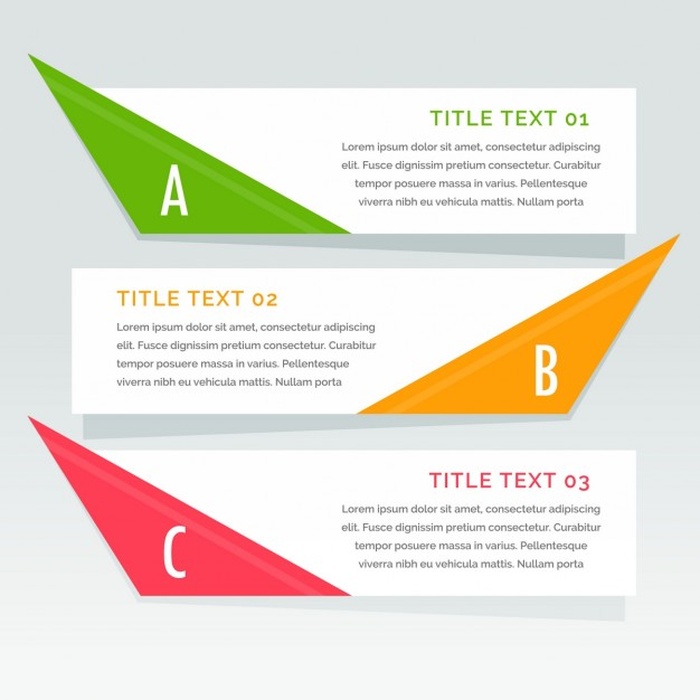 A
TITLE TEXT 01
Lorem ipsum dolor sit amet, consectetur adipiscing
elit. Fusce dignissim pretium consectetur. Curabitur
tempor posuere massa in varius. Pellentesque
viverra nibh eu vehicula mattis. Nullam porta
TITLE TEXT 02
Lorem ipsum dolor sit amet, consectetur adipiscing
elit. Fusce dignissim pretium consectetur. Curabitur
tempor posuere massa in varius. Pellentesque
viverra nibh eu vehicula mattis. Nullam porta
B
C
TITLE TEXT 03
Lorem ipsum dolor sit amet, consectetur adipiscing
elit. Fusce dignissim pretium consectetur. Curabitur
tempor posuere massa in varius. Pellentesque
viverra nibh eu vehicula mattis. Nullam porta